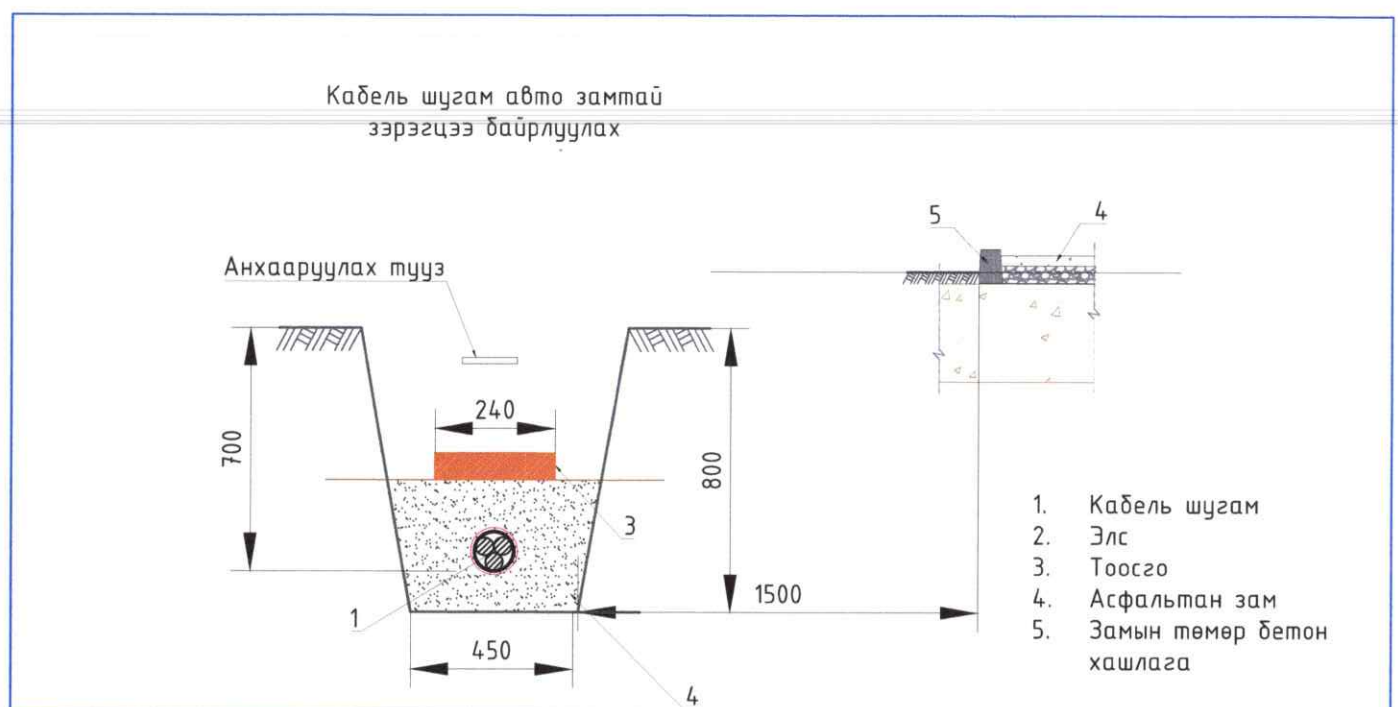 Кабель шугам авто замтай
зэрэгцээ байрлуулах
5
4
Анхааруулах тууз
240
700
800
3
1
1500
450
4
1. Кабель шугам
2. Элс
3. Тоосго
4. Асфальтан зам
5. Замын төмөр бетон
хашлага